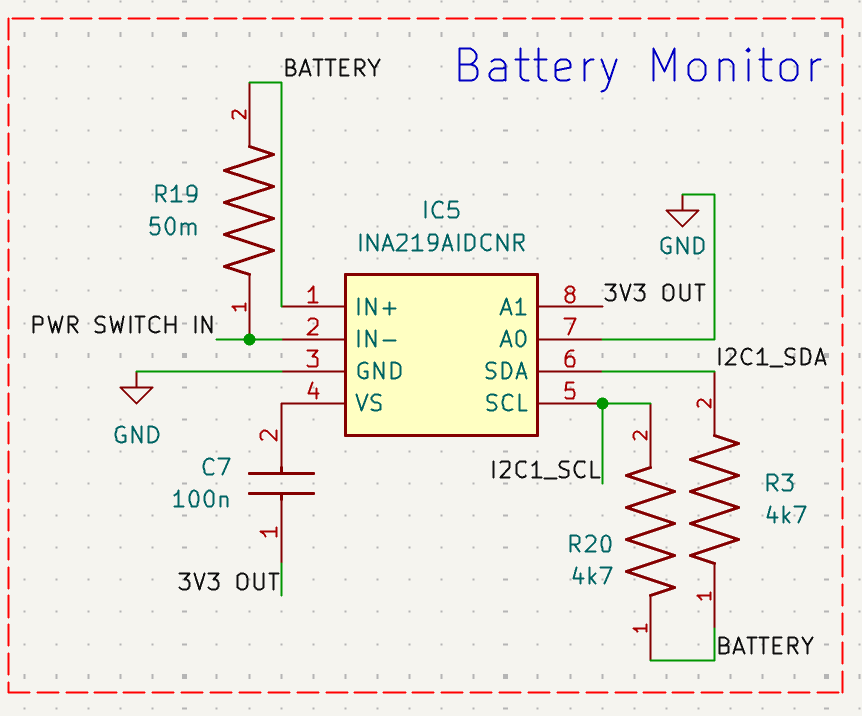 BATTERY
Battery Monitor
2
R19
50m
1
PWR SWITCH IN
IC5
INA219AIDCNR
GND
1
IN+
A1
8
3V3 OUT
2
IN-
A0
7
3
GND
SDA
6
I2C1_SDA
4
VS
SCL
5
GND
2
C7
100n
1
3V3 OUT
I2C1_SCL
2
2
R3
4k7
R20
4k7
1
1
BATTERY